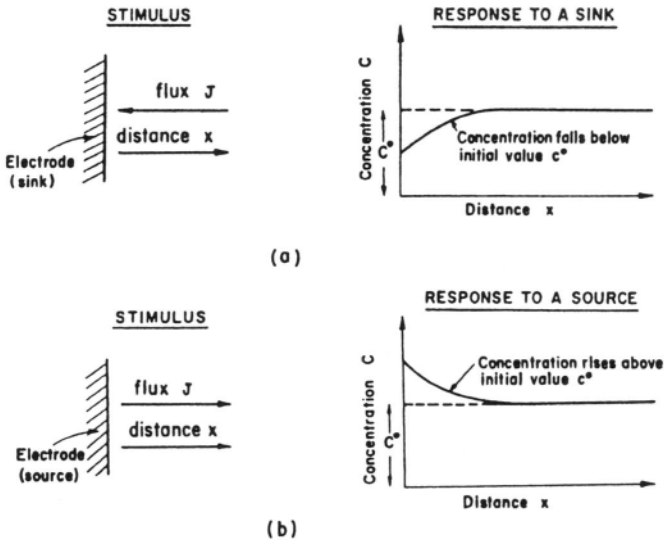 STIMULUS
flux J
distance x
Electrode
(sink)
RESPONSE TO A SINK
Concentration C
C°
Concentration falls below
initial value c°
Distance x
(a)
STIMULUS
flux J
distance x
Electrode
(source)
RESPONSE TO A SOURCE
Concentration C
C°
Concentration rises above
initial value c°
Distance x
(b)